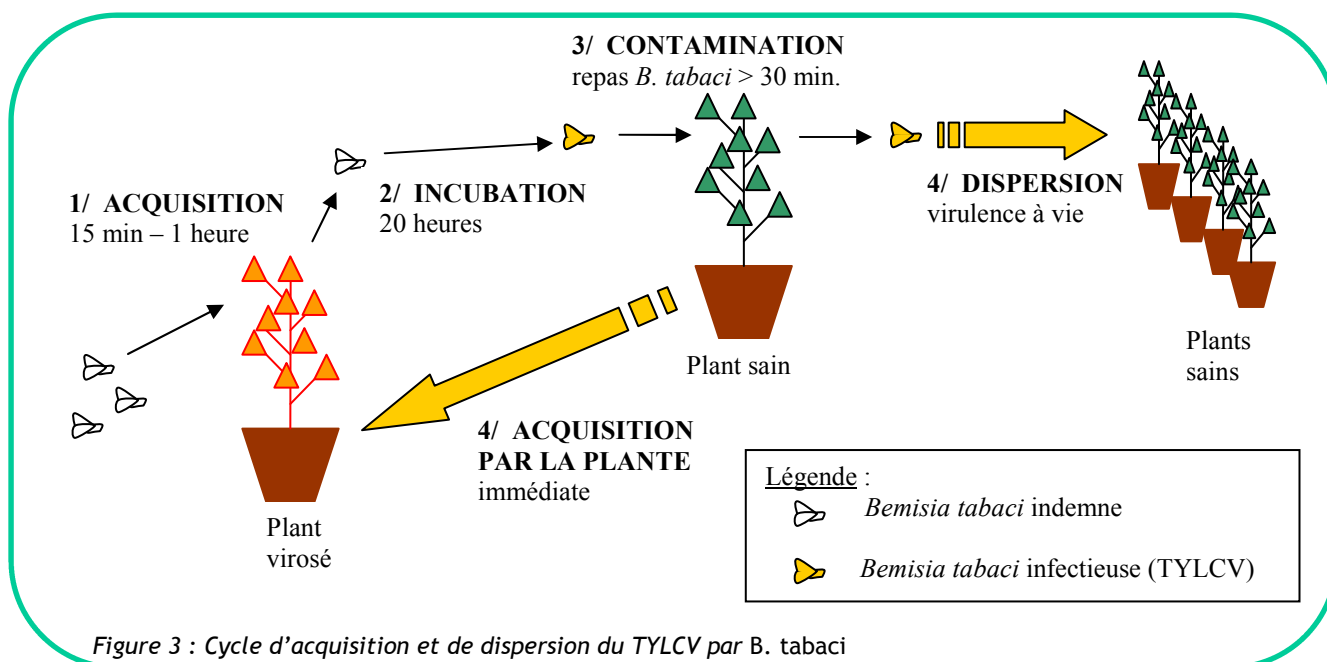 3/ CONTAMINATION
repas B. tabaci > 30 min.
1/ ACQUISITION
15 min – 1 heure
2/ INCUBATION
20 heures
4/ DISPERSION
virulence à vie
Plant sain
Plants
sains
4/ ACQUISITION
PAR LA PLANTE
immédiate
Plant
virosé
Légende :
Bemisia tabaci indemne
Bemisia tabaci infectieuse (TYLCV)
Figure 3 : Cycle d'acquisition et de dispersion du TYLCV par B. tabaci